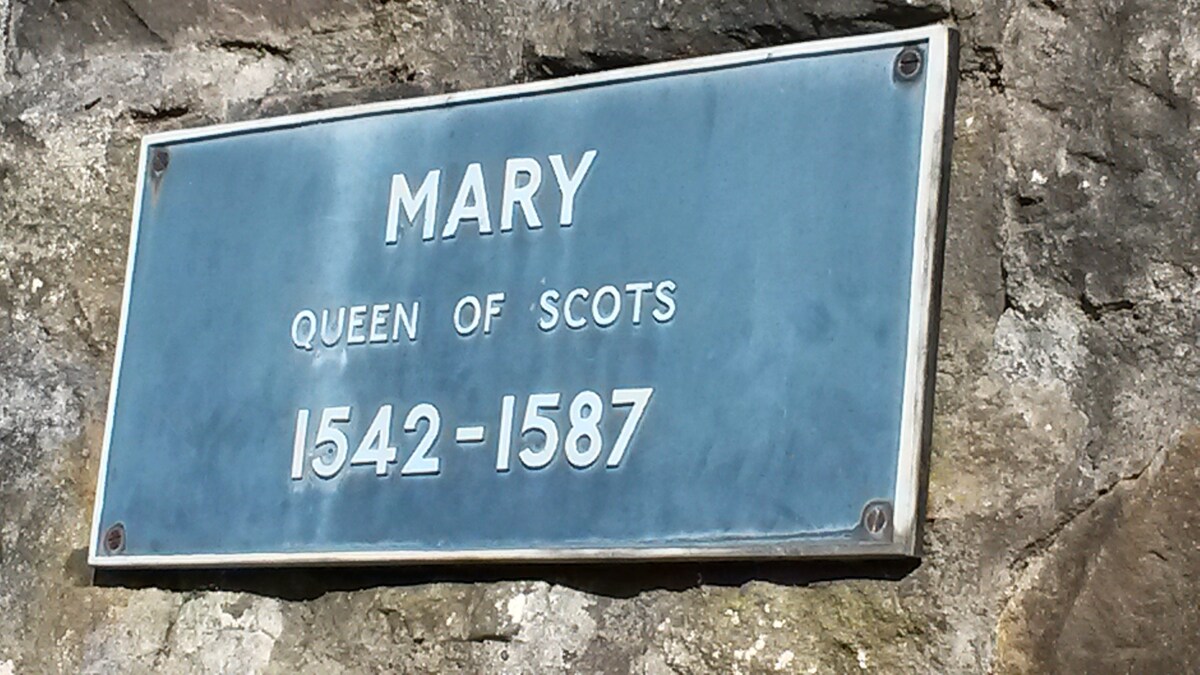 MARY
QUEEN OF SCOTS
1542-1587